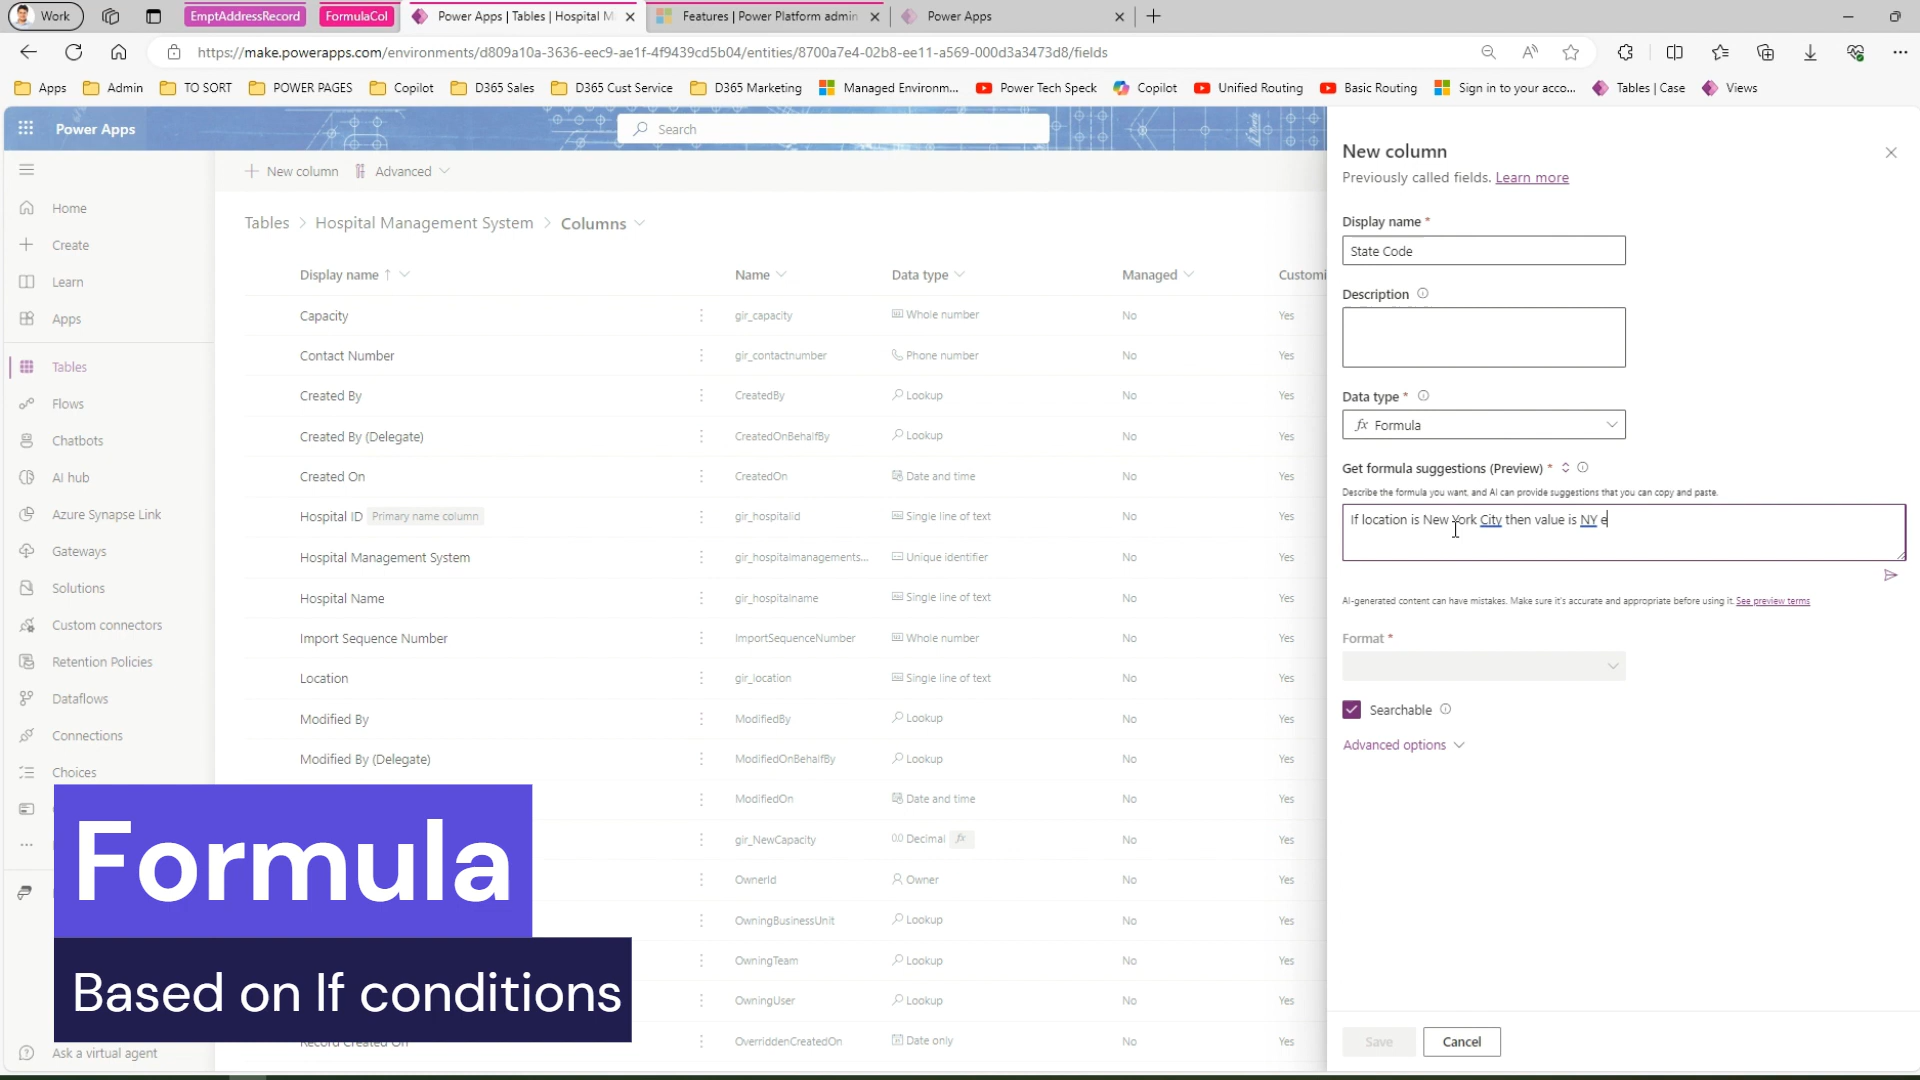 Work
EmptAddressRecord
FormulaCol
Power Apps | Tables | Hospital M
Features | Power Platform admin
Power Apps
https://make.powerapps.com/environments/d809a10a-3636-eec9-ae1f-4f9439cd5b04/entities/8700a7e4-02b8-ee11-a569-000d3a3473d8/fields
Apps
Admin
TO SORT
POWER PAGES
Copilot
D365 Sales
D365 Cust Service
D365 Marketing
Managed Environm...
Power Tech Speck
Copilot
Unified Routing
Basic Routing
Sign in to your acco...
Tables | Case
Views
Power Apps
Search
Home
Create
Learn
Apps
Tables
Flows
Chatbots
AI hub
Azure Synapse Link
Gateways
Solutions
Custom connectors
Retention Policies
Dataflows
Connections
Choices
Ask a virtual agent
New column
Advanced
Tables > Hospital Management System > Columns
Display name ↑ Name Data type Managed Customi
Capacity gir_capacity Whole number No Yes
Contact Number gir_contactnumber Phone number No Yes
Created By CreatedBy Lookup No Yes
Created By (Delegate) CreatedOnBehalfBy Lookup No Yes
Created On CreatedOn Date and time No Yes
Hospital ID Primary name column gir_hospitalid Single line of text No Yes
Hospital Management System gir_hospitalmanagements... Unique identifier No Yes
Hospital Name gir_hospitalname Single line of text No Yes
Import Sequence Number ImportSequenceNumber Whole number No Yes
Location gir_location Single line of text No Yes
Modified By ModifiedBy Lookup No Yes
Modified By (Delegate) ModifiedOnBehalfBy Lookup No Yes
ModifiedOn Date and time No Yes
gir_NewCapacity Decimal fx No Yes
OwnerId Owner No Yes
OwningBusinessUnit Lookup No Yes
OwningTeam Lookup No Yes
OwningUser Lookup No Yes
Record Created On OverriddenCreatedOn Date only No Yes
New column
Previously called fields. Learn more
Display name *
State Code
Description
Data type *
fx Formula
Get formula suggestions (Preview) *
Describe the formula you want, and AI can provide suggestions that you can copy and paste.
If location is New York City then value is NY e
AI-generated content can have mistakes. Make sure it's accurate and appropriate before using it. See preview terms
Format *
Searchable
Advanced options
Save
Cancel
Formula
Based on If conditions